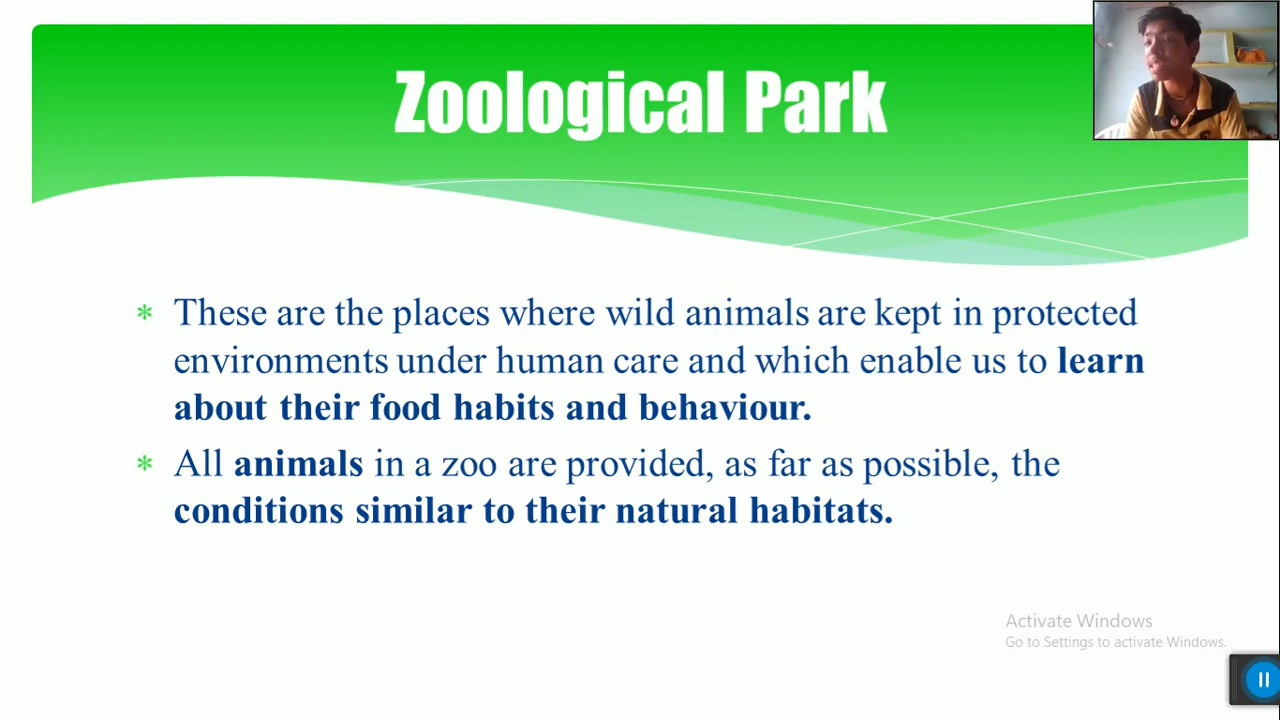 Zoological Park
* These are the places where wild animals are kept in protected
environments under human care and which enable us to learn
about their food habits and behaviour.
* All animals in a zoo are provided, as far as possible, the
conditions similar to their natural habitats.
Activate Windows
Go to Settings to activate Windows.